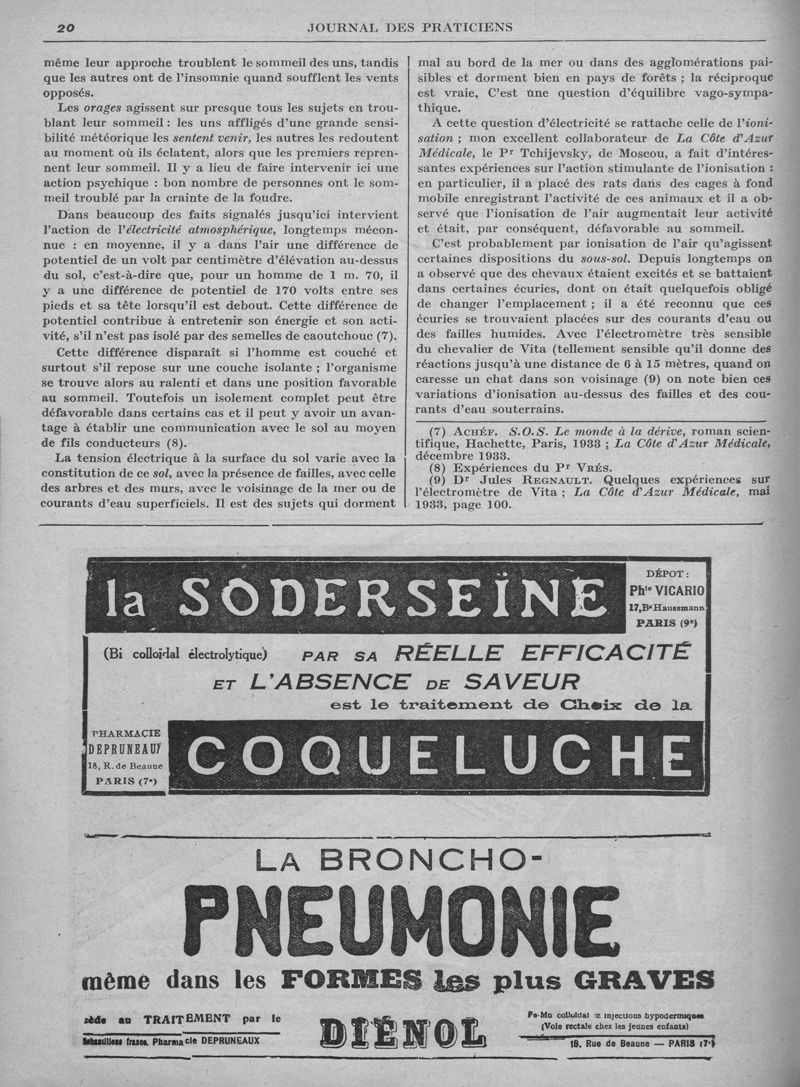 20
JOURNAL DES PRATICIENS
même leur approche troublent le sommeil des uns, tandis
que les autres ont de l'insomnie quand soufflent les vents
opposés.
Les orages agissent sur presque tous les sujets en trou-
blant leur sommeil : les uns affligés d'une grande sensi-
bilité météorique les sentent venir, les autres les redoutent
au moment où ils éclatent, alors que les premiers repren-
nent leur sommeil. Il y a lieu de faire intervenir ici une
action psychique : bon nombre de personnes ont le som-
meil troublé par la crainte de la foudre.
Dans beaucoup des faits signalés jusqu'ici intervient
l'action de l'électricité atmosphérique, longtemps mécon-
nue : en moyenne, il y a dans l'air une différence de
potentiel de un volt par centimètre d'élévation au-dessus
du sol, c'est-à-dire que, pour un homme de 1 m. 70, il
y a une différence de potentiel de 170 volts entre ses
pieds et sa tête lorsqu'il est debout. Cette différence de
potentiel contribue à entretenir son énergie et son acti-
vité, s'il n'est pas isolé par des semelles de caoutchouc (7).
Cette différence disparaît si l'homme est couché et
surtout s'il repose sur une couche isolante ; l'organisme
se trouve alors au ralenti et dans une position favorable
au sommeil. Toutefois un isolement complet peut être
défavorable dans certains cas et il peut y avoir un avan-
tage à établir une communication avec le sol au moyen
de fils conducteurs (8).
La tension électrique à la surface du sol varie avec la
constitution de ce sol, avec la présence de failles, avec celle
des arbres et des murs, avec le voisinage de la mer ou de
courants d'eau superficiels. Il est des sujets qui dorment
mal au bord de la mer ou dans des agglomérations pai-
sibles et dorment bien en pays de forêts ; la réciproque
est vraie, C'est une question d'équilibre vago-sympa-
thique.
A cette question d'électricité se rattache celle de l'ioni-
sation ; mon excellent collaborateur de La Côte d'Azur
Médicale, le Pr Tchijevsky, de Moscou, a fait d'intéres-
santes expériences sur l'action stimulante de l'ionisation :
en particulier, il a placé des rats dans des cages à fond
mobile enregistrant l'activité de ces animaux et il a ob-
servé que l'ionisation de l'air augmentait leur activité
et était, par conséquent, défavorable au sommeil.
C'est probablement par ionisation de l'air qu'agissent
certaines dispositions du sous-sol. Depuis longtemps on
a observé que des chevaux étaient excités et se battaient
dans certaines écuries, dont on était quelquefois obligé
de changer l'emplacement ; il a été reconnu que ces
écuries se trouvaient placées sur des courants d'eau ou
des failles humides. Avec l'électromètre très sensible
du chevalier de Vita (tellement sensible qu'il donne des
réactions jusqu'à une distance de 6 à 15 mètres, quand on
caresse un chat dans son voisinage (9) on note bien ces
variations d'ionisation au-dessus des failles et des cou-
rants d'eau souterrains.
(7) ACHÉF. S.O.S. Le monde à la dérive, roman scien-
tifique, Hachette, Paris, 1933 ; La Côte d'Azur Médicale,
décembre 1933.
(8) Expériences du Pr VRÉS.
(9) Dr Jules REGNAULT. Quelques expériences sur
l'électromètre de Vita ; La Côte d'Azur Médicale, mai
1933, page 100.
la SODERSEÏNE
DÉPOT :
Phie VICARIO
17, Bd Haussmann
PARIS (9e)
(Bi colloïdal électrolytique) PAR SA RÉELLE EFFICACITÉ
ET L'ABSENCE DE SAVEUR
est le traitement de Choix de la
PHARMACIE
DEPRUNEAUX
18, R. de Beaune
PARIS (7e)
COQUELUCHE
LA BRONCHO-
PNEUMONIE
même dans les FORMES les plus GRAVES
cède au TRAITEMENT par le
DIÉNOL
Fe-Mn colloïdal en injections hypodermiques
(Voie rectale chez les jeunes enfants)
Echantillons franco. Pharmacie DEPRUNEAUX
18, Rue de Beaune — PARIS (7e)